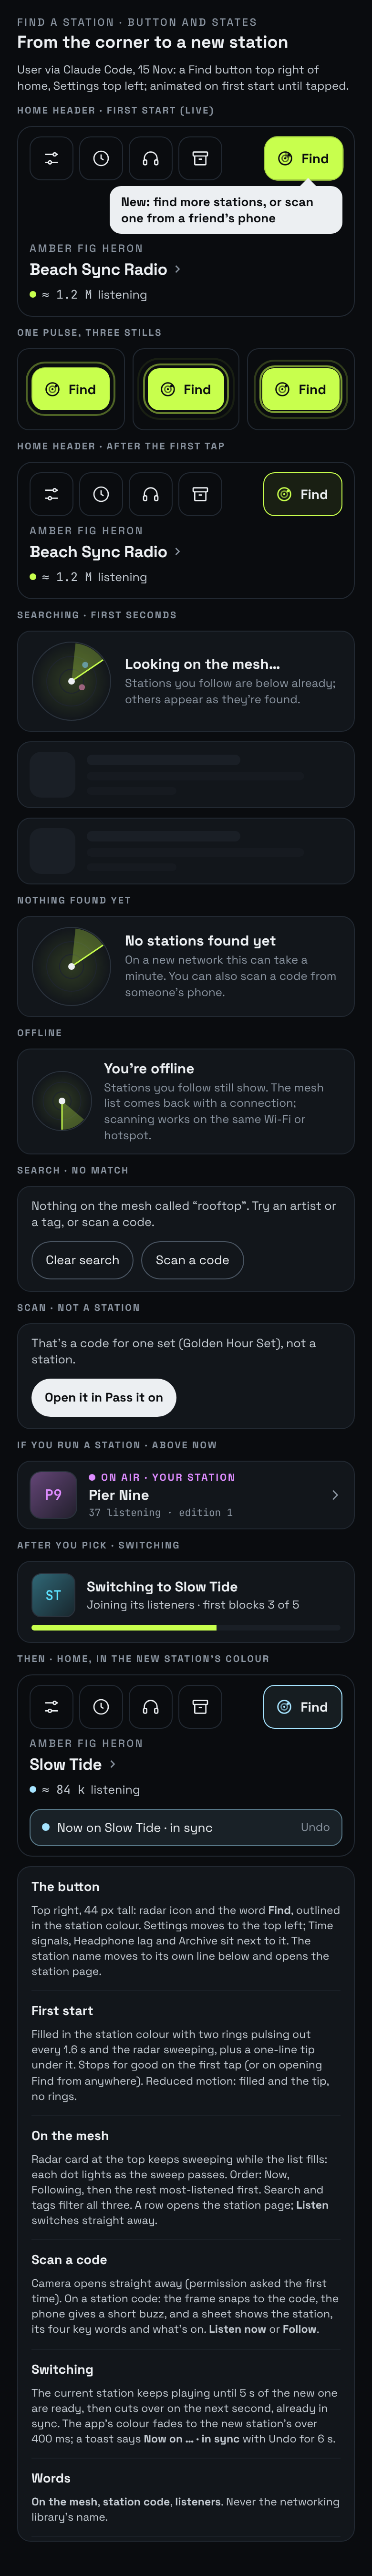 FIND A STATION · BUTTON AND STATES
From the corner to a new station
User via Claude Code, 15 Nov: a Find button top right of
home, Settings top left; animated on first start until tapped.
HOME HEADER · FIRST START (LIVE)
Find
New: find more stations, or scan
one from a friend's phone
AMBER FIG HERON
Beach Sync Radio ›
≈ 1.2 M listening
ONE PULSE, THREE STILLS
Find
Find
Find
HOME HEADER · AFTER THE FIRST TAP
Find
AMBER FIG HERON
Beach Sync Radio ›
≈ 1.2 M listening
SEARCHING · FIRST SECONDS
Looking on the mesh…
Stations you follow are below already;
others appear as they're found.
NOTHING FOUND YET
No stations found yet
On a new network this can take a
minute. You can also scan a code from
someone's phone.
OFFLINE
You're offline
Stations you follow still show. The mesh
list comes back with a connection;
scanning works on the same Wi-Fi or
hotspot.
SEARCH · NO MATCH
Nothing on the mesh called “rooftop”. Try an artist or
a tag, or scan a code.
Clear search
Scan a code
SCAN · NOT A STATION
That's a code for one set (Golden Hour Set), not a
station.
Open it in Pass it on
IF YOU RUN A STATION · ABOVE NOW
P9
ON AIR · YOUR STATION
Pier Nine
37 listening · edition 1
AFTER YOU PICK · SWITCHING
ST
Switching to Slow Tide
Joining its listeners · first blocks 3 of 5
THEN · HOME, IN THE NEW STATION'S COLOUR
Find
AMBER FIG HERON
Slow Tide ›
≈ 84 k listening
Now on Slow Tide · in sync
Undo
The button
Top right, 44 px tall: radar icon and the word Find, outlined
in the station colour. Settings moves to the top left; Time
signals, Headphone lag and Archive sit next to it. The
station name moves to its own line below and opens the
station page.
First start
Filled in the station colour with two rings pulsing out
every 1.6 s and the radar sweeping, plus a one-line tip
under it. Stops for good on the first tap (or on opening
Find from anywhere). Reduced motion: filled and the tip,
no rings.
On the mesh
Radar card at the top keeps sweeping while the list fills:
each dot lights as the sweep passes. Order: Now,
Following, then the rest most-listened first. Search and
tags filter all three. A row opens the station page; Listen
switches straight away.
Scan a code
Camera opens straight away (permission asked the first
time). On a station code: the frame snaps to the code, the
phone gives a short buzz, and a sheet shows the station,
its four key words and what's on. Listen now or Follow.
Switching
The current station keeps playing until 5 s of the new one
are ready, then cuts over on the next second, already in
sync. The app's colour fades to the new station's over
400 ms; a toast says Now on … · in sync with Undo for 6 s.
Words
On the mesh, station code, listeners. Never the networking
library's name.